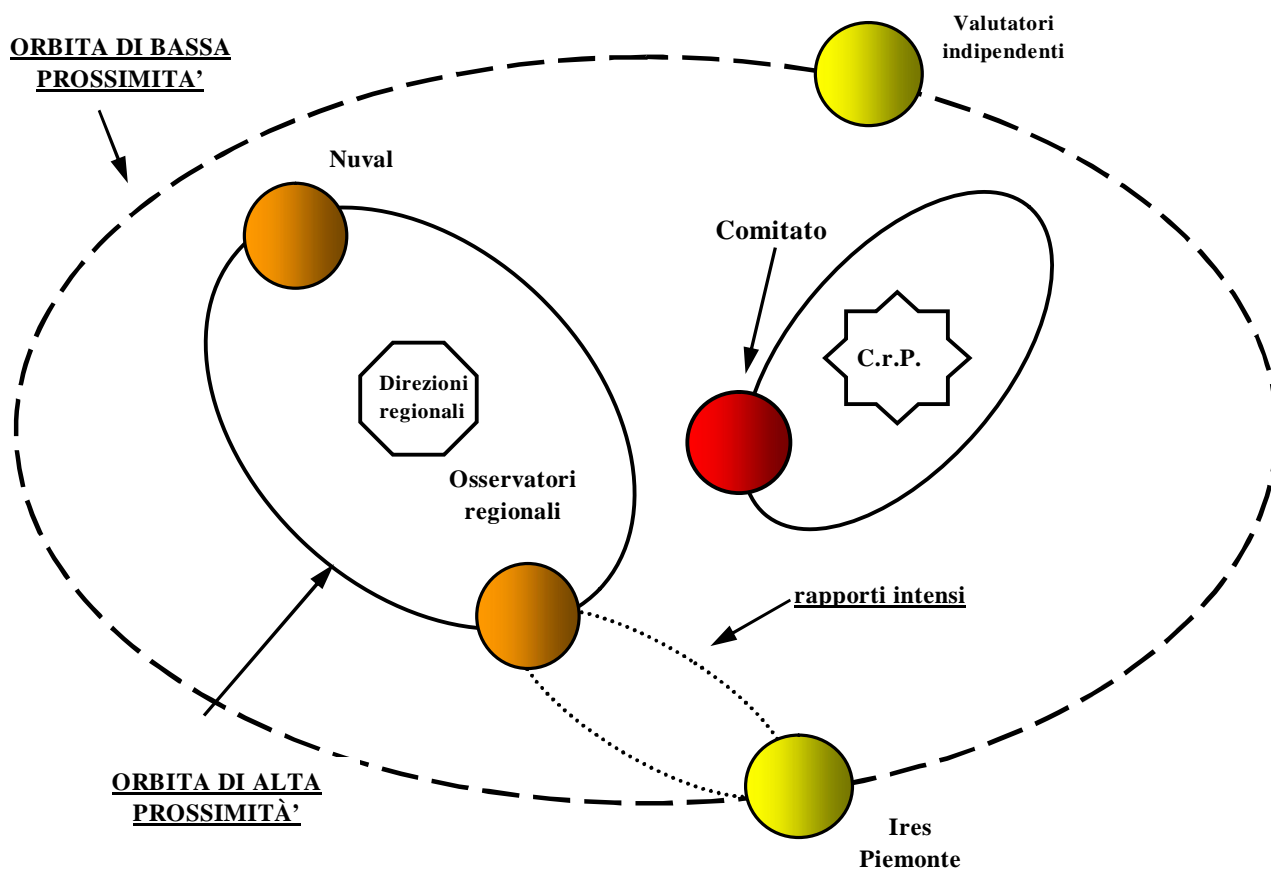 Valutatori
indipendenti
ORBITA DI BASSA
PROSSIMITA’
Nuval
Comitato
C.r.P.
Direzioni
regionali
Osservatori
regionali
rapporti intensi
ORBITA DI ALTA
PROSSIMITÀ’
Ires
Piemonte